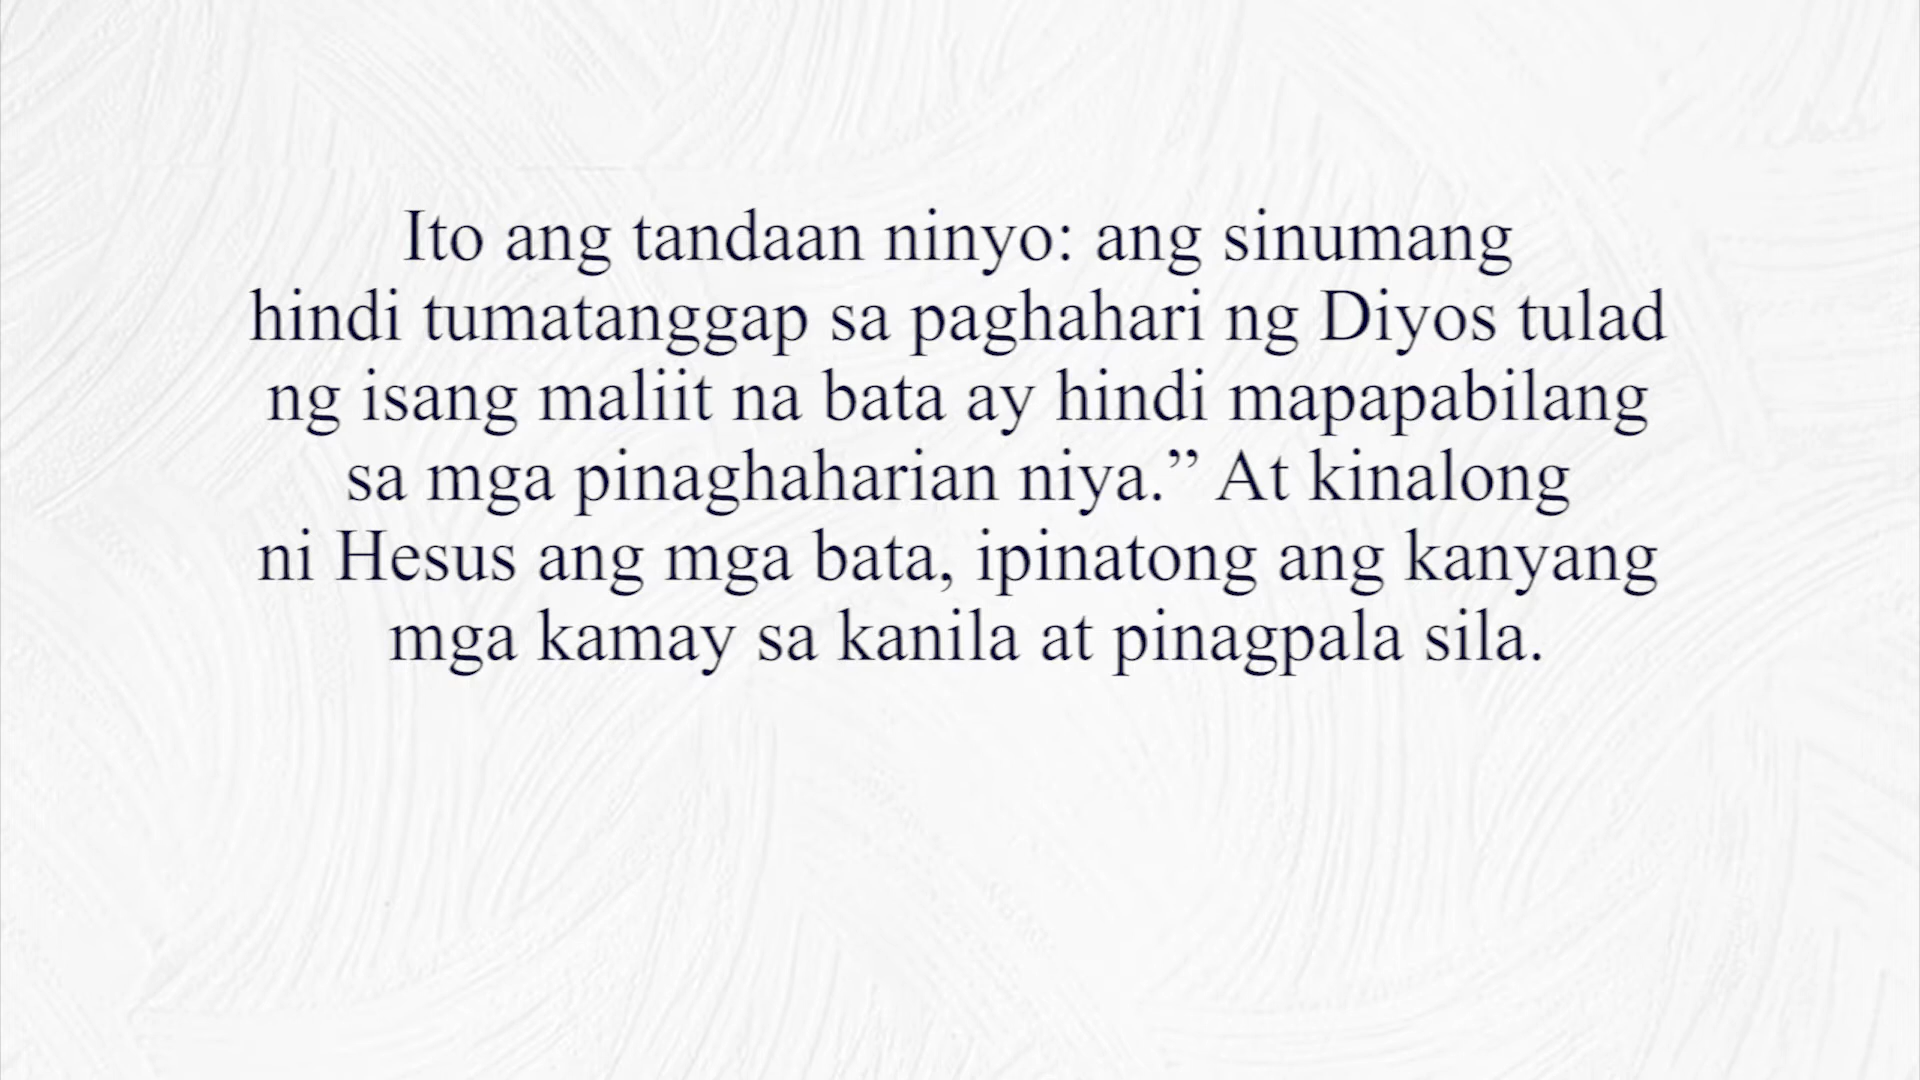 Ito ang tandaan ninyo: ang sinumang
hindi tumatanggap sa paghahari ng Diyos tulad
ng isang maliit na bata ay hindi mapapabilang
sa mga pinaghaharian niya.” At kinalong
ni Hesus ang mga bata, ipinatong ang kanyang
mga kamay sa kanila at pinagpala sila.